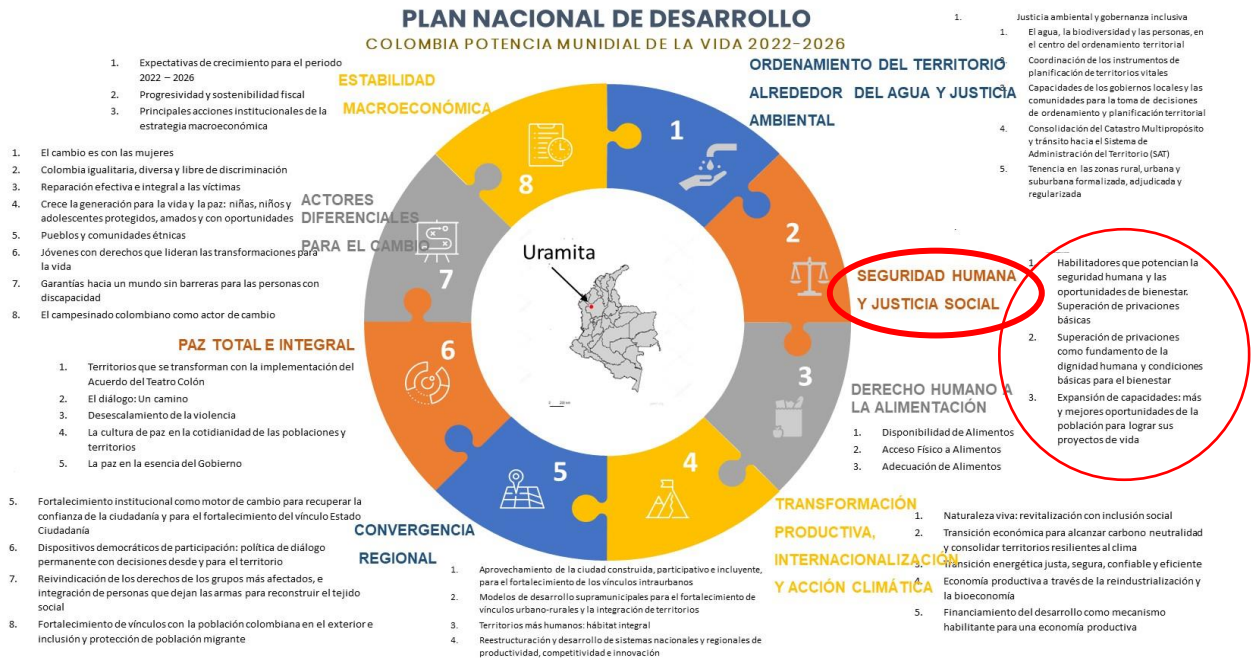 PLAN NACIONAL DE DESARROLLO
COLOMBIA POTENCIA MUNIDIAL DE LA VIDA 2022-2026
1. Expectativas de crecimiento para el periodo
2022 – 2026
2. Progresividad y sostenibilidad fiscal
3. Principales acciones institucionales de la
estrategia macroeconómica
ESTABILIDAD
MACROECONÓMICA
8
1. El cambio es con las mujeres
2. Colombia igualitaria, diversa y libre de discriminación
3. Reparación efectiva e integral a las víctimas
4. Crece la generación para la vida y la paz: niñas, niños y
adolescentes protegidos, amados y con oportunidades
5. Pueblos y comunidades étnicas
6. Jóvenes con derechos que lideran las transformaciones para
la vida
7. Garantías hacia un mundo sin barreras para las personas con
discapacidad
8. El campesinado colombiano como actor de cambio
ACTORES
DIFERENCIALES
PARA EL CAMBIO
7
PAZ TOTAL E INTEGRAL
6
1. Territorios que se transforman con la implementación del
Acuerdo del Teatro Colón
2. El diálogo: Un camino
3. Desescalamiento de la violencia
4. La cultura de paz en la cotidianidad de las poblaciones y
territorios
5. La paz en la esencia del Gobierno
5. Fortalecimiento institucional como motor de cambio para recuperar la
confianza de la ciudadanía y para el fortalecimiento del vínculo Estado
Ciudadanía
6. Dispositivos democráticos de participación: política de diálogo
permanente con decisiones desde y para el territorio
7. Reivindicación de los derechos de los grupos más afectados, e
integración de personas que dejan las armas para reconstruir el tejido
social
8. Fortalecimiento de vínculos con la población colombiana en el exterior e
inclusión y protección de población migrante
CONVERGENCIA
REGIONAL
5
1. Aprovechamiento de la ciudad construida, participativo e incluyente,
para el fortalecimiento de los vínculos intraurbanos
2. Modelos de desarrollo supramunicipales para el fortalecimiento de
vínculos urbano-rurales y la integración de territorios
3. Territorios más humanos: hábitat integral
4. Reestructuración y desarrollo de sistemas nacionales y regionales de
productividad, competitividad e innovación
Uramita
1
ORDENAMIENTO DEL TERRITORIO
ALREDEDOR DEL AGUA Y JUSTICIA
AMBIENTAL
1. Justicia ambiental y gobernanza inclusiva
1. El agua, la biodiversidad y las personas, en
el centro del ordenamiento territorial
Coordinación de los instrumentos de
planificación de territorios vitales
Capacidades de los gobiernos locales y las
comunidades para la toma de decisiones
de ordenamiento y planificación territorial
4. Consolidación del Catastro Multipropósito
y tránsito hacia el Sistema de
Administración del Territorio (SAT)
5. Tenencia en las zonas rural, urbana y
suburbana formalizada, adjudicada y
regularizada
2
SEGURIDAD HUMANA
Y JUSTICIA SOCIAL
1. Habilitadores que potencian la
seguridad humana y las
oportunidades de bienestar.
Superación de privaciones
básicas
2. Superación de privaciones
como fundamento de la
dignidad humana y condiciones
básicas para el bienestar
3. Expansión de capacidades: más
y mejores oportunidades de la
población para lograr sus
proyectos de vida
3
DERECHO HUMANO A
LA ALIMENTACIÓN
1. Disponibilidad de Alimentos
2. Acceso Físico a Alimentos
3. Adecuación de Alimentos
4
TRANSFORMACIÓN
PRODUCTIVA,
INTERNACIONALIZACIÓN
Y ACCIÓN CLIMÁTICA
1. Naturaleza viva: revitalización con inclusión social
2. Transición económica para alcanzar carbono neutralidad
y consolidar territorios resilientes al clima
3. Transición energética justa, segura, confiable y eficiente
4. Economía productiva a través de la reindustrialización y
la bioeconomía
5. Financiamiento del desarrollo como mecanismo
habilitante para una economía productiva